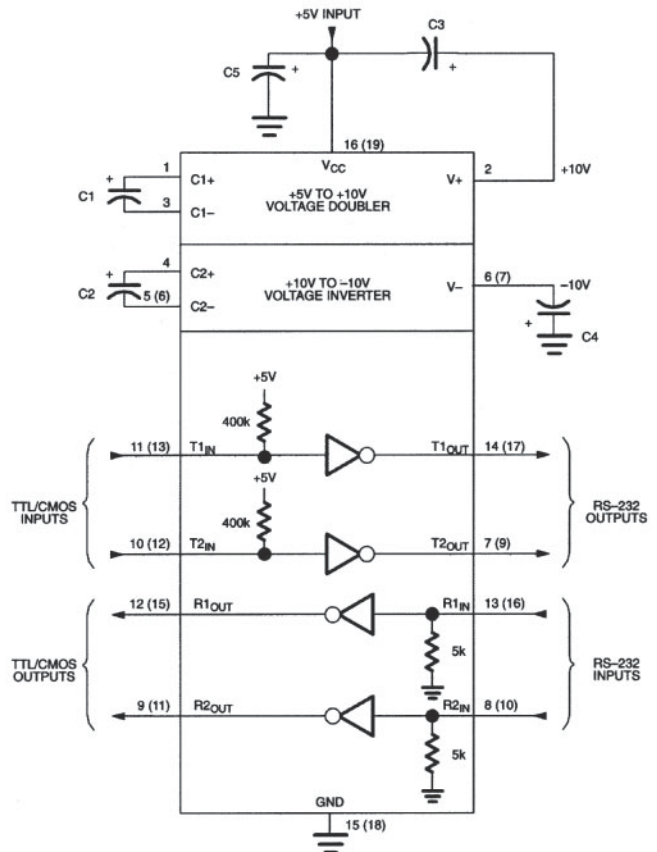 +5V INPUT
C3
C5
+
+
16 (19)
VCC
1
2
+10V
+
C1+
V+
C1
+5V TO +10V
VOLTAGE DOUBLER
3
C1–
4
C2+
+
C2
+10V TO –10V
VOLTAGE INVERTER
6 (7)
V–
–10V
5 (6)
C2–
+
C4
+5V
400k
11 (13)
T1IN
T1OUT
14 (17)
+5V
TTL/CMOS
INPUTS
RS–232
OUTPUTS
400k
10 (12)
T2IN
T2OUT
7 (9)
12 (15)
R1OUT
R1IN
13 (16)
5k
TTL/CMOS
OUTPUTS
RS–232
INPUTS
9 (11)
R2OUT
R2IN
8 (10)
5k
GND
15 (18)